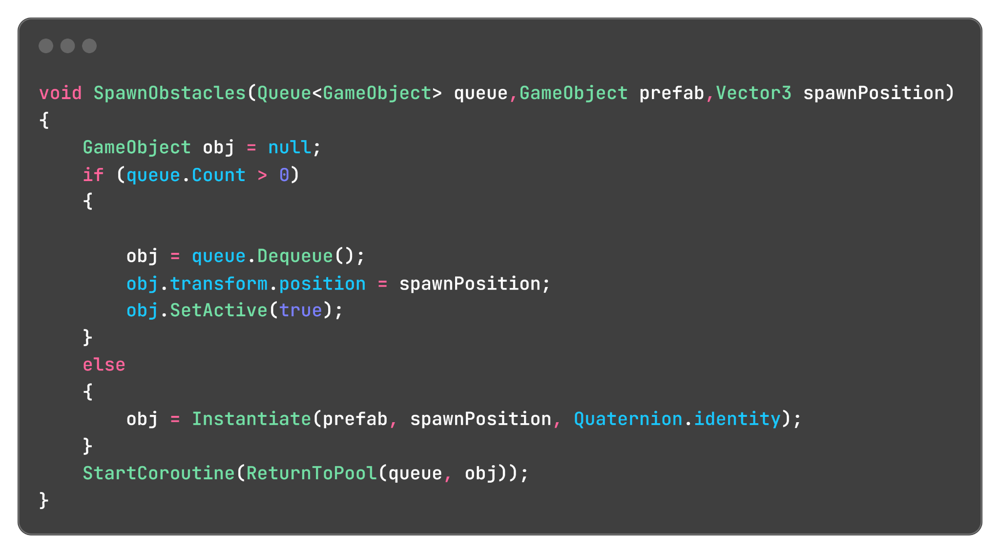 void SpawnObstacles(Queue<GameObject> queue,GameObject prefab,Vector3 spawnPosition)
{
    GameObject obj = null;
    if (queue.Count > 0)
    {

        obj = queue.Dequeue();
        obj.transform.position = spawnPosition;
        obj.SetActive(true);
    }
    else
    {
        obj = Instantiate(prefab, spawnPosition, Quaternion.identity);
    }
    StartCoroutine(ReturnToPool(queue, obj));
}